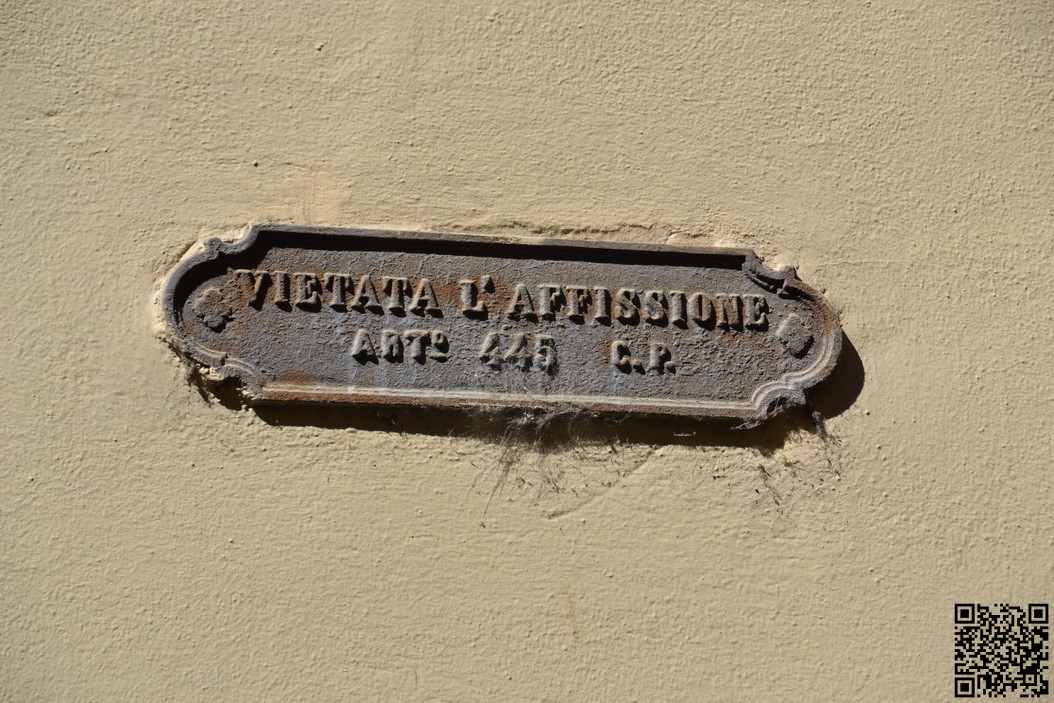 VIETATA L'AFFISSIONE
ARTº 445 C.P.